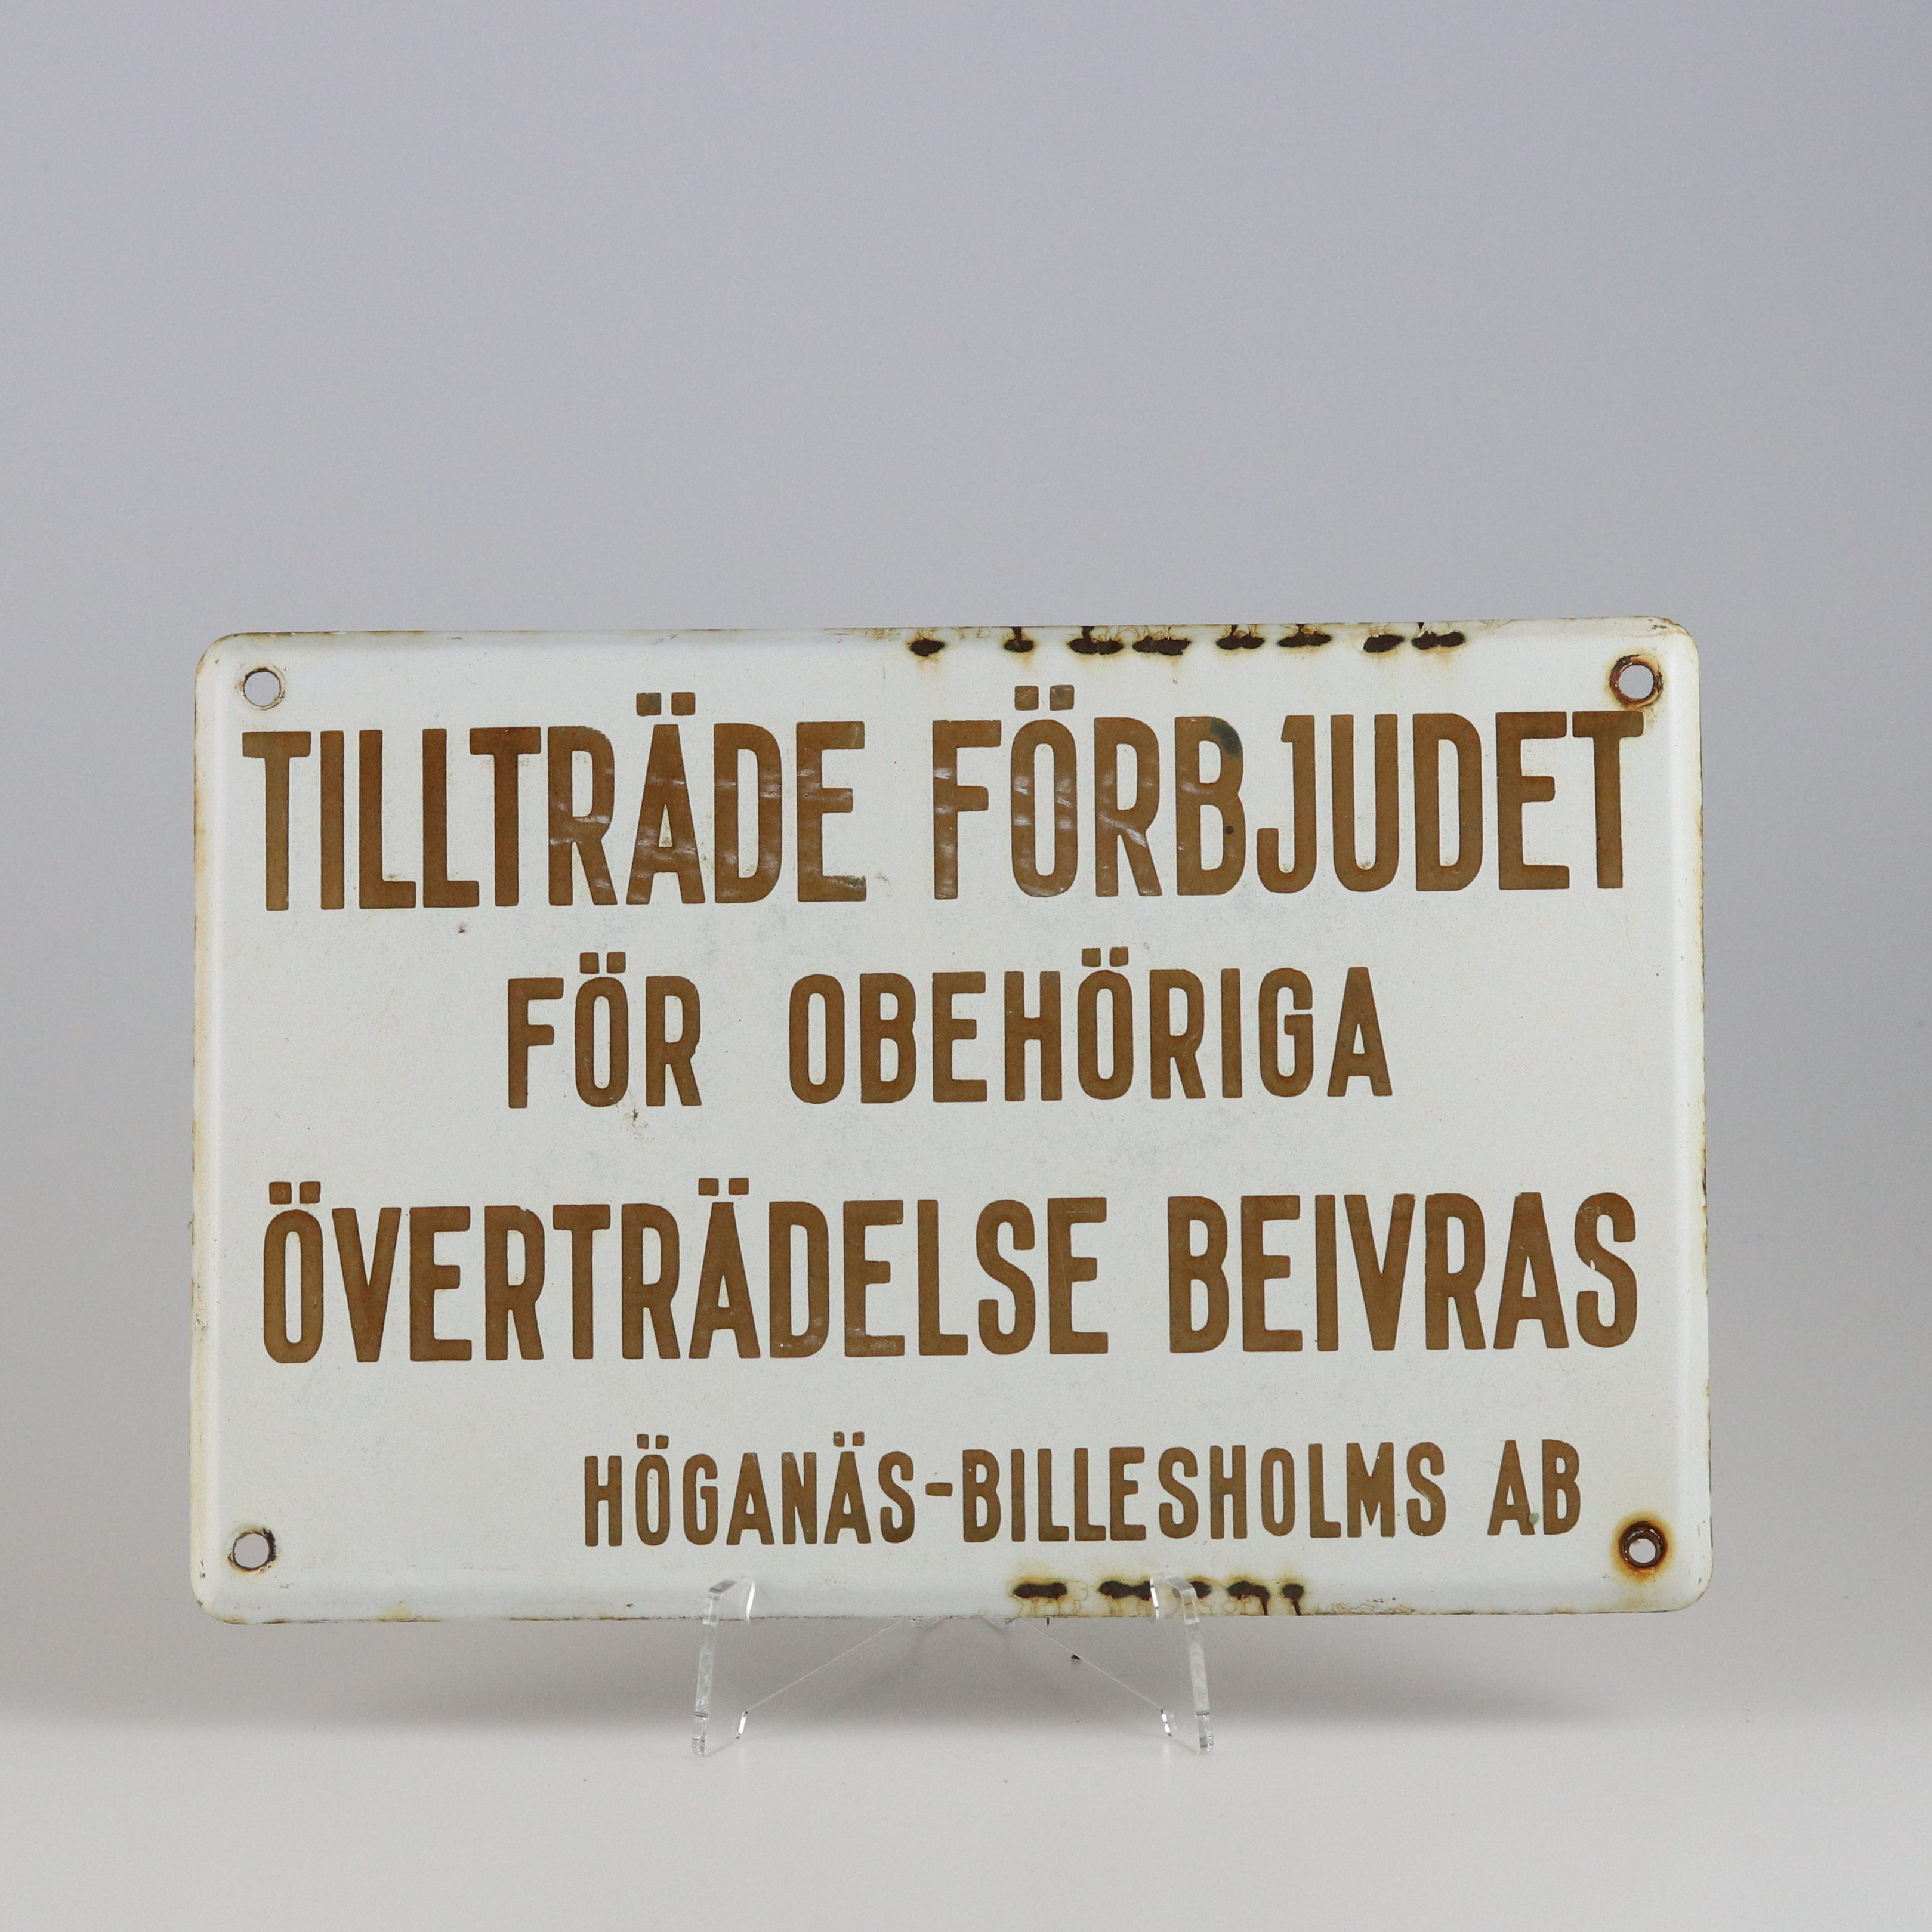 TILLTRÄDE FÖRBJUDET
FÖR OBEHÖRIGA
ÖVERTRÄDELSE BEIVRAS
HÖGANÄS-BILLESHOLMS AB